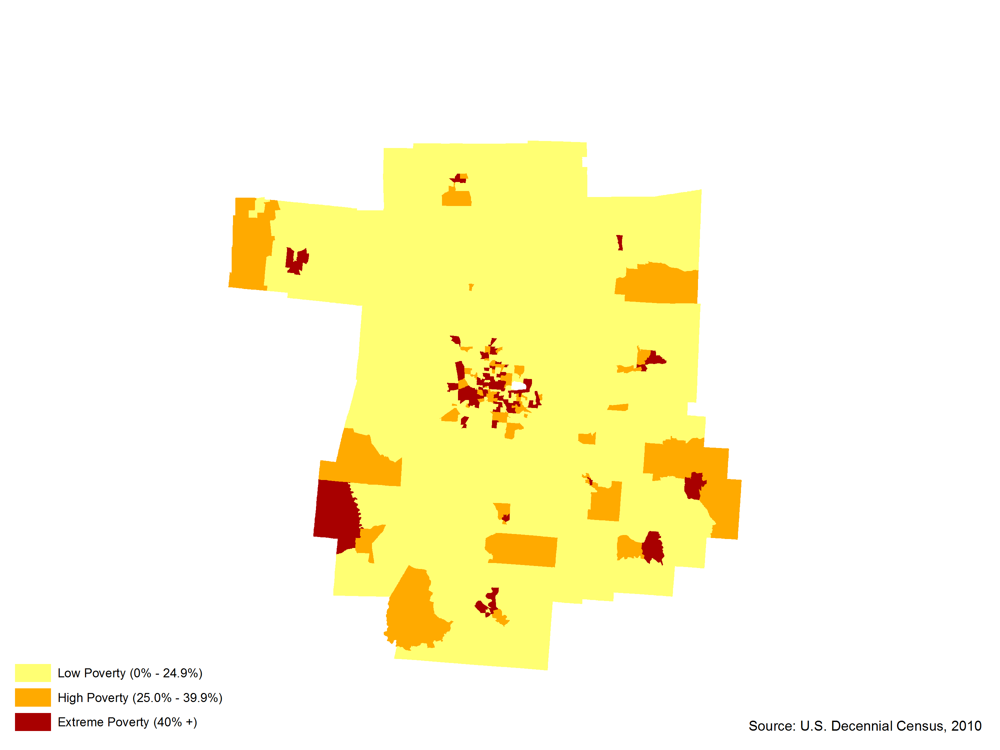 Low Poverty (0% - 24.9%)
High Poverty (25.0% - 39.9%)
Extreme Poverty (40% +)
Source: U.S. Decennial Census, 2010